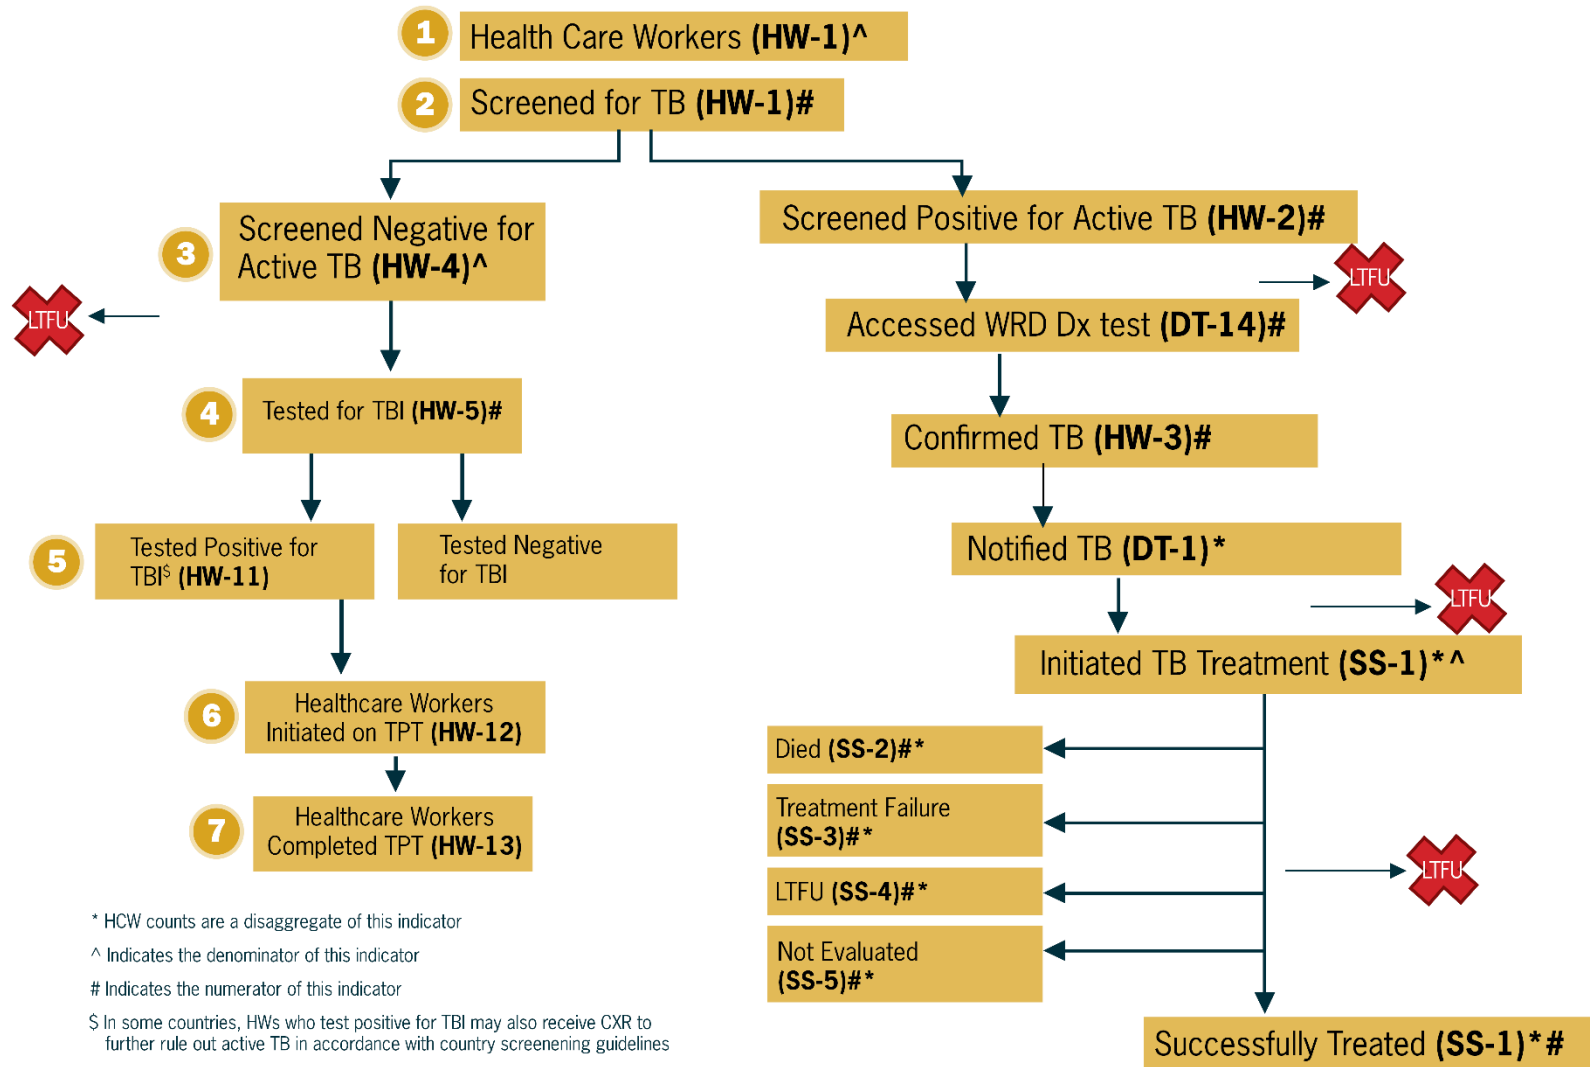 1
Health Care Workers (HW-1)^
2
Screened for TB (HW-1)#
3
Screened Negative for
Active TB (HW-4)^
LTFU
4
Tested for TBI (HW-5)#
5
Tested Positive for
TBI$ (HW-11)
Tested Negative
for TBI
6
Healthcare Workers
Initiated on TPT (HW-12)
7
Healthcare Workers
Completed TPT (HW-13)
Screened Positive for Active TB (HW-2)#
LTFU
Accessed WRD Dx test (DT-14)#
Confirmed TB (HW-3)#
Notified TB (DT-1)*
LTFU
Initiated TB Treatment (SS-1)*^
Died (SS-2)#*
Treatment Failure
(SS-3)#*
LTFU (SS-4)#*
LTFU
Not Evaluated
(SS-5)#*
Successfully Treated (SS-1)*#
* HCW counts are a disaggregate of this indicator
^ Indicates the denominator of this indicator
# Indicates the numerator of this indicator
$ In some countries, HWs who test positive for TBI may also receive CXR to
further rule out active TB in accordance with country screenening guidelines